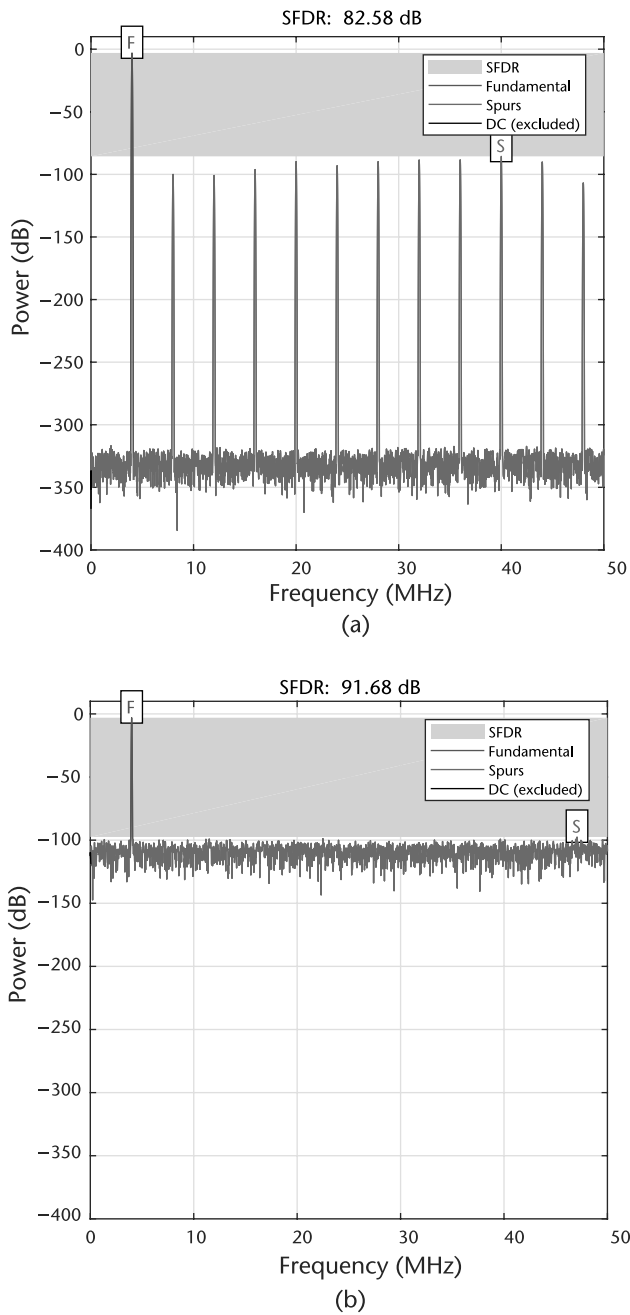 SFDR: 82.58 dB
F
0
SFDR
Fundamental
Spurs
DC (excluded)
−50
S
−100
−150
−200
−250
−300
−350
−400
Power (dB)
0 10 20 30 40 50
Frequency (MHz)
(a)
SFDR: 91.68 dB
F
0
SFDR
Fundamental
Spurs
DC (excluded)
−50
S
−100
−150
−200
−250
−300
−350
−400
Power (dB)
0 10 20 30 40 50
Frequency (MHz)
(b)